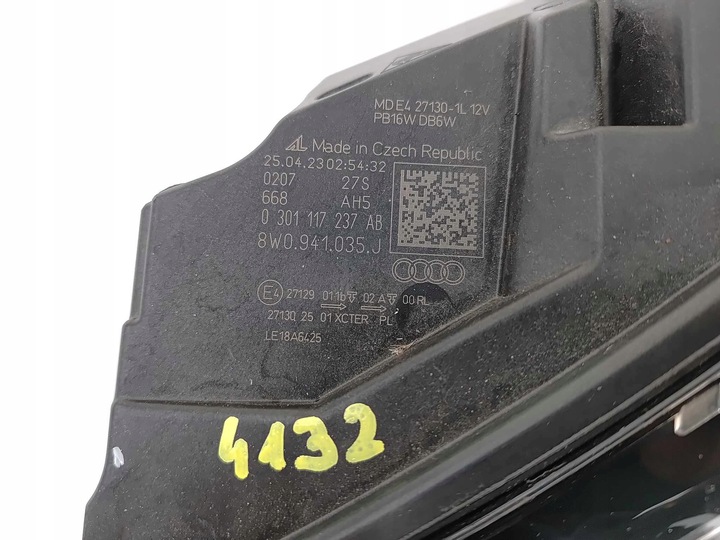 MD E4 27130-1L 12V
PB16W DB6W
AL Made in Czech Republic
25.04.23 02:54:32
0207 27S
668 AH5
0 301 117 237 AB
8W0.941.035.J
E4 27129 01 1b 02 A 00 RL
27130 25 01 XCTER PL
LE18A6425
4132